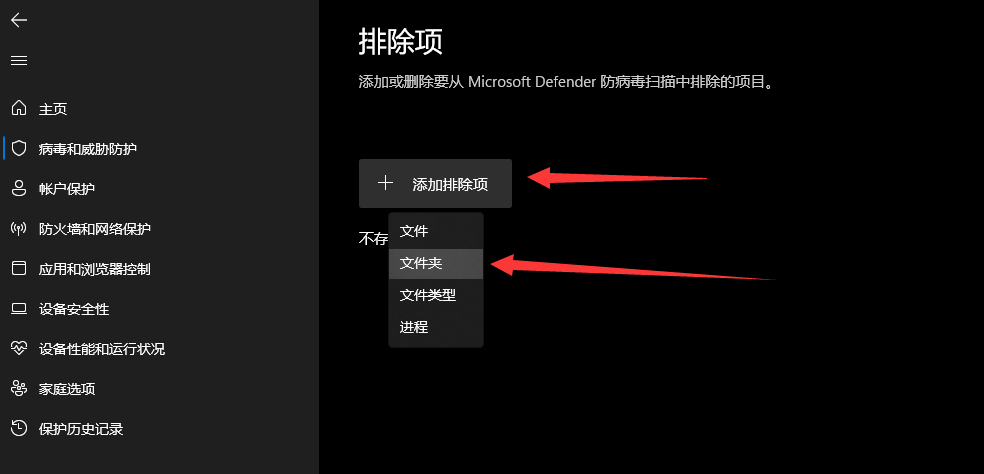 排除项
添加或删除要从 Microsoft Defender 防病毒扫描中排除的项目。
主页
病毒和威胁防护
帐户保护
防火墙和网络保护
应用和浏览器控制
设备安全性
设备性能和运行状况
家庭选项
保护历史记录
添加排除项
不存
文件
文件夹
文件类型
进程